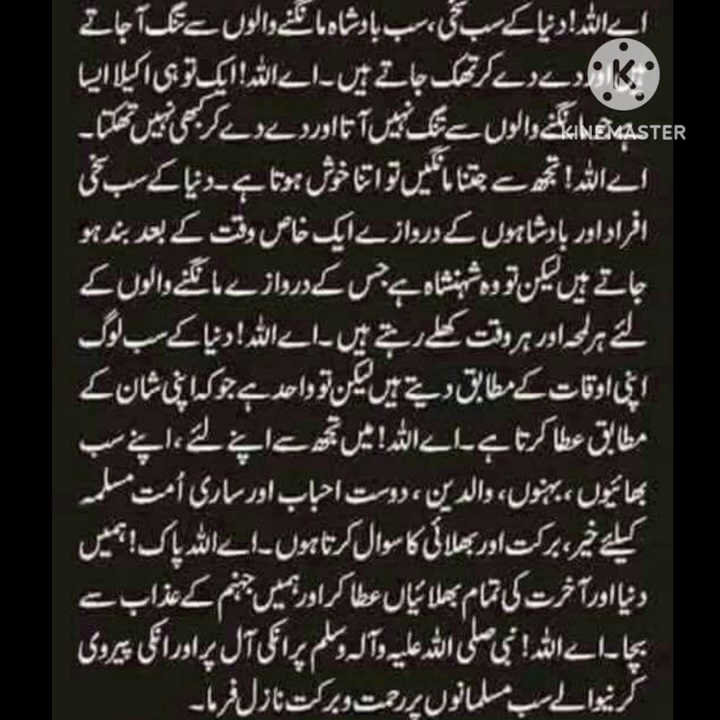 اے اللہ! دنیا کے سب سخی، سب بادشاہ مانگنے والوں سے تنگ آ جاتے
ہیں اور دے دے کر تھک جاتے ہیں۔ اے اللہ! ایک تو ہی اکیلا ایسا
ہے جو مانگنے والوں سے تنگ نہیں آتا اور دے دے کر کبھی نہیں تھکتا۔
KINEMASTER
اے اللہ! تجھ سے جتنا مانگیں تو اتنا خوش ہوتا ہے۔ دنیا کے سب سخی
افراد اور بادشاہوں کے دروازے ایک خاص وقت کے بعد بند ہو
جاتے ہیں لیکن تو وہ شہنشاہ ہے جس کے دروازے مانگنے والوں کے
لئے ہر لمحہ اور ہر وقت کھلے رہتے ہیں۔ اے اللہ! دنیا کے سب لوگ
اپنی اوقات کے مطابق دیتے ہیں لیکن تو واحد ہے جو کہ اپنی شان کے
مطابق عطا کرتا ہے۔ اے اللہ! میں تجھ سے اپنے لئے، اپنے سب
بھائیوں، بہنوں، والدین، دوست احباب اور ساری اُمت مسلمہ
کیلئے خیر، برکت اور بھلائی کا سوال کرتا ہوں۔ اے اللہ پاک! ہمیں
دنیا اور آخرت کی تمام بھلائیاں عطا کر اور ہمیں جہنم کے عذاب سے
بچا۔ اے اللہ! نبی صلی اللہ علیہ وآلہ وسلم پر انکی آل پر اور انکی پیروی
کرنیوالے سب مسلمانوں پر رحمت و برکت نازل فرما۔